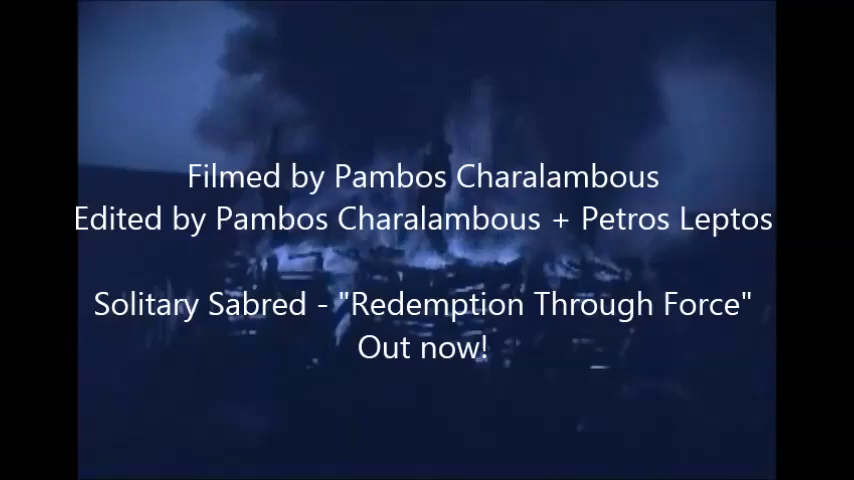 Filmed by Pambos Charalambous
Edited by Pambos Charalambous + Petros Leptos
Solitary Sabred - "Redemption Through Force"
Out now!